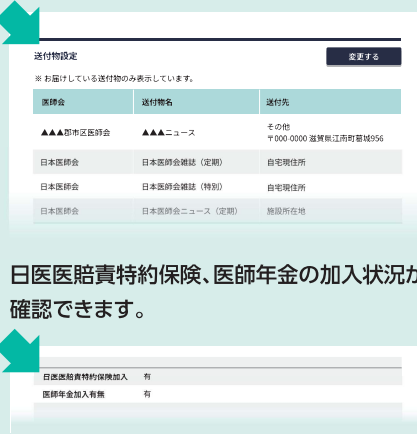 送付物設定 変更する
※ お届けしている送付物のみ表示しています。
医師会 送付物名 送付先
▲▲▲郡市区医師会 ▲▲▲ニュース その他
〒000-0000 滋賀県江南町葛城956
日本医師会 日本医師会雑誌（定期） 自宅現住所
日本医師会 日本医師会雑誌（特別） 自宅現住所
日本医師会 日本医師会ニュース（定期） 施設所在地
日医医賠責特約保険、医師年金の加入状況が
確認できます。
日医医賠責特約保険加入 有
医師年金加入有無 有